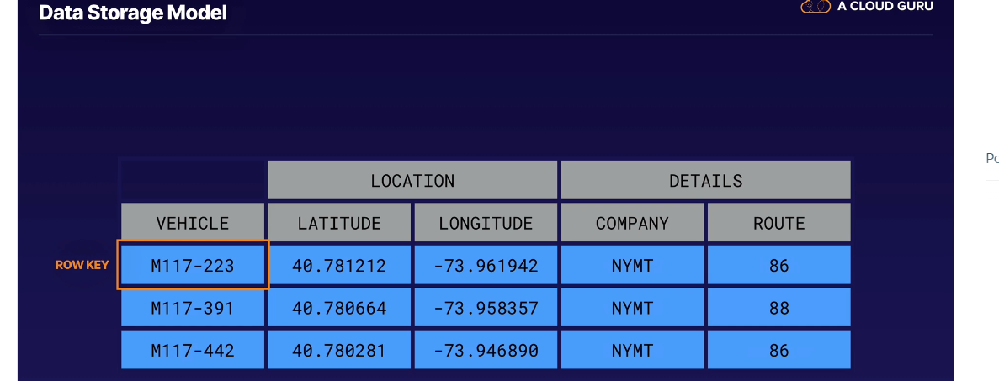 Data Storage Model
A CLOUD GURU
LOCATION DETAILS
VEHICLE LATITUDE LONGITUDE COMPANY ROUTE
ROW KEY M117-223 40.781212 -73.961942 NYMT 86
M117-391 40.780664 -73.958357 NYMT 88
M117-442 40.780281 -73.946890 NYMT 86